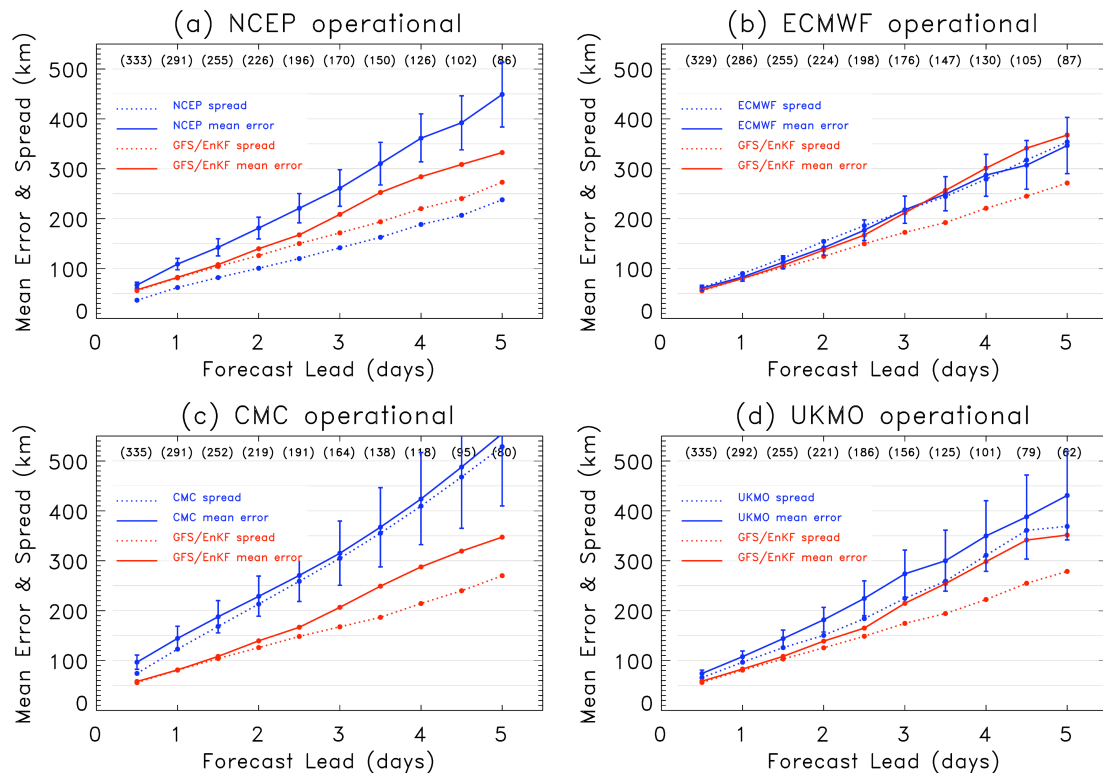 (a) NCEP operational
(333) (291) (255) (226) (196) (170) (150) (126) (102) (86)
NCEP spread
NCEP mean error
GFS/EnKF spread
GFS/EnKF mean error
Mean Error & Spread (km)
500
400
300
200
100
0
0 1 2 3 4 5
Forecast Lead (days)
(b) ECMWF operational
(329) (286) (255) (224) (198) (176) (147) (130) (105) (87)
ECMWF spread
ECMWF mean error
GFS/EnKF spread
GFS/EnKF mean error
Mean Error & Spread (km)
500
400
300
200
100
0
0 1 2 3 4 5
Forecast Lead (days)
(c) CMC operational
(335) (291) (252) (219) (191) (164) (138) (118) (95) (80)
CMC spread
CMC mean error
GFS/EnKF spread
GFS/EnKF mean error
Mean Error & Spread (km)
500
400
300
200
100
0
0 1 2 3 4 5
Forecast Lead (days)
(d) UKMO operational
(335) (292) (255) (221) (186) (156) (125) (101) (79) (62)
UKMO spread
UKMO mean error
GFS/EnKF spread
GFS/EnKF mean error
Mean Error & Spread (km)
500
400
300
200
100
0
0 1 2 3 4 5
Forecast Lead (days)